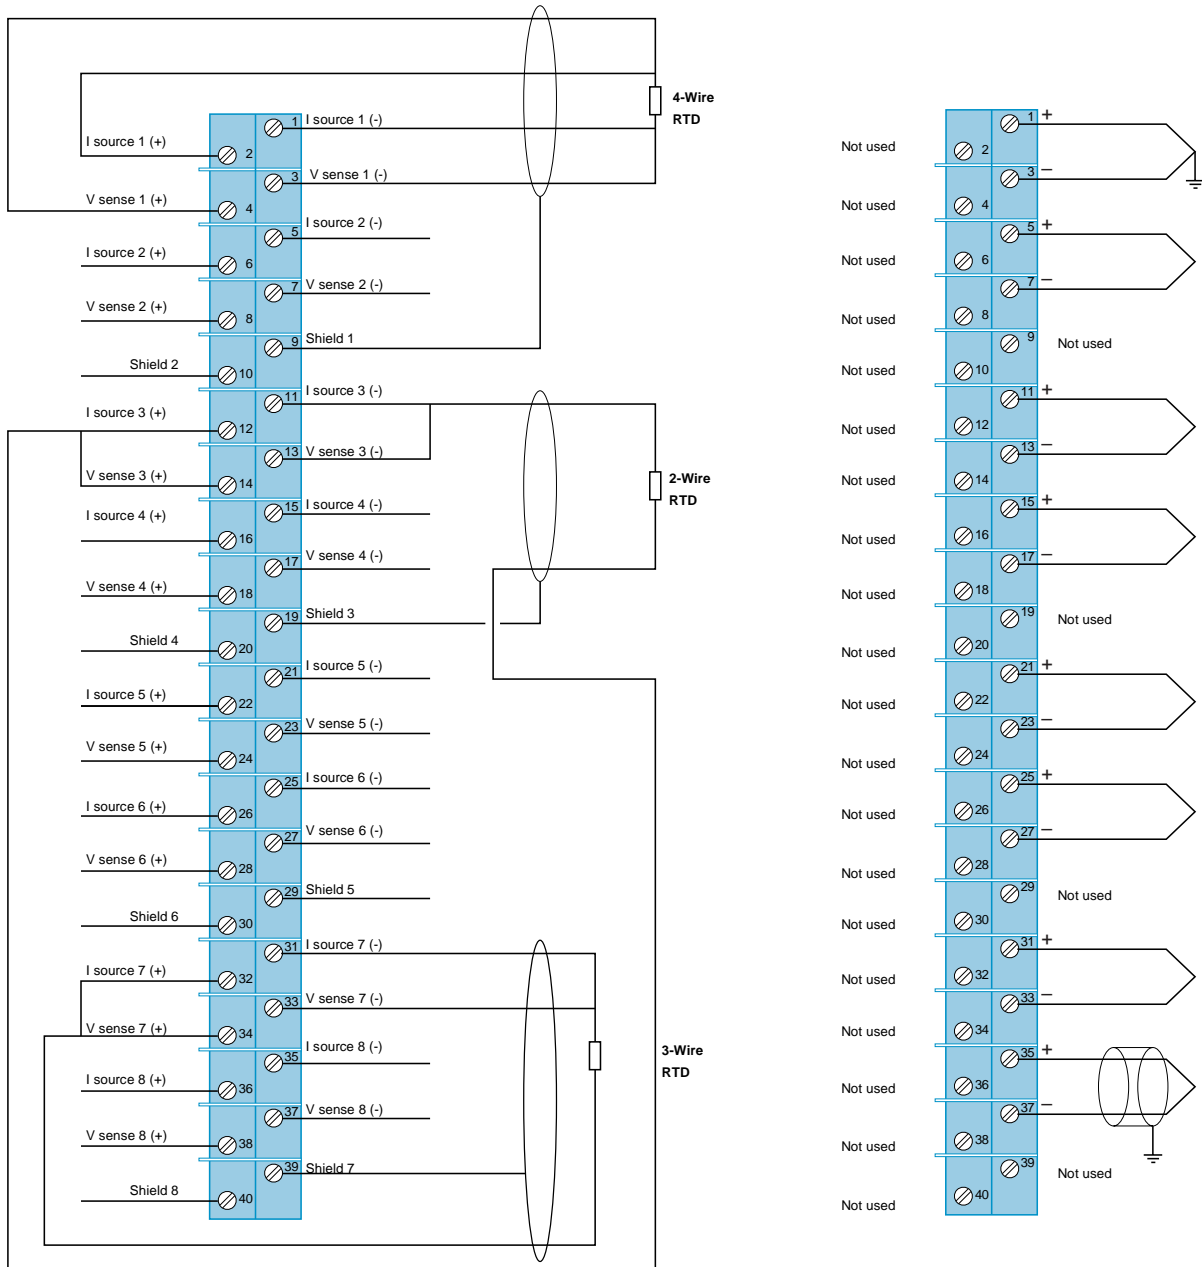 4-Wire
RTD
1 I source 1 (-)
I source 1 (+) 2
3 V sense 1 (-)
V sense 1 (+) 4
5 I source 2 (-)
I source 2 (+) 6
7 V sense 2 (-)
V sense 2 (+) 8
9 Shield 1
Shield 2 10
11 I source 3 (-)
I source 3 (+) 12
13 V sense 3 (-)
V sense 3 (+) 14
2-Wire
RTD
15 I source 4 (-)
I source 4 (+) 16
17 V sense 4 (-)
V sense 4 (+) 18
19 Shield 3
Shield 4 20
21 I source 5 (-)
I source 5 (+) 22
23 V sense 5 (-)
V sense 5 (+) 24
25 I source 6 (-)
I source 6 (+) 26
27 V sense 6 (-)
V sense 6 (+) 28
29 Shield 5
Shield 6 30
31 I source 7 (-)
I source 7 (+) 32
33 V sense 7 (-)
V sense 7 (+) 34
3-Wire
RTD
35 I source 8 (-)
I source 8 (+) 36
37 V sense 8 (-)
V sense 8 (+) 38
39 Shield 7
Shield 8 40
1 +
Not used 2
3 −
Not used 4
5 +
Not used 6
7 −
Not used 8
9 Not used
Not used 10
11 +
Not used 12
13 −
Not used 14
15 +
Not used 16
17 −
Not used 18
19 Not used
Not used 20
21 +
Not used 22
23 −
Not used 24
25 +
Not used 26
27 −
Not used 28
29 Not used
Not used 30
31 +
Not used 32
33 −
Not used 34
35 +
Not used 36
37 −
Not used 38
39 Not used
Not used 40